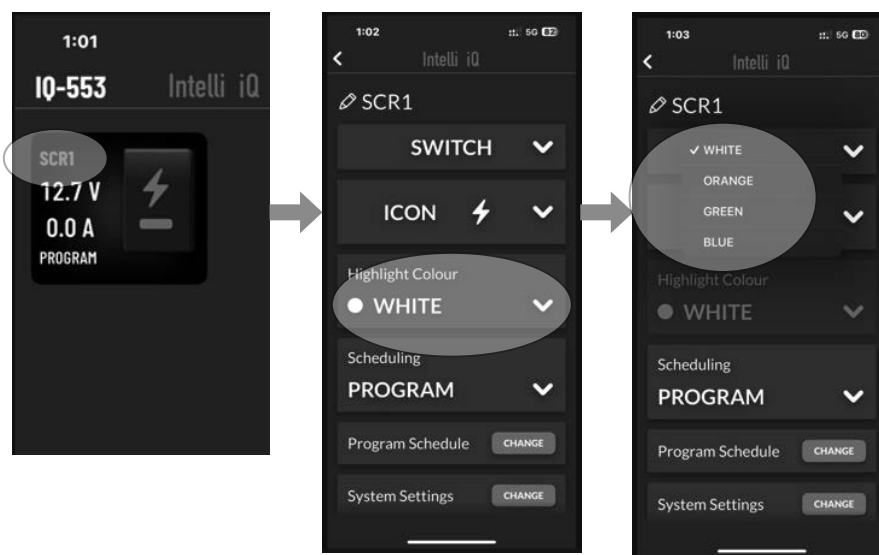 1:01
IQ-553 Intelli iQ
SCR1
12.7 V
0.0 A
PROGRAM
1:02 5G 82
Intelli iQ
SCR1
SWITCH
ICON
Highlight Colour
WHITE
Scheduling
PROGRAM
Program Schedule CHANGE
System Settings CHANGE
1:03 5G 80
Intelli iQ
SCR1
WHITE
ORANGE
GREEN
BLUE
Highlight Colour
WHITE
Scheduling
PROGRAM
Program Schedule CHANGE
System Settings CHANGE